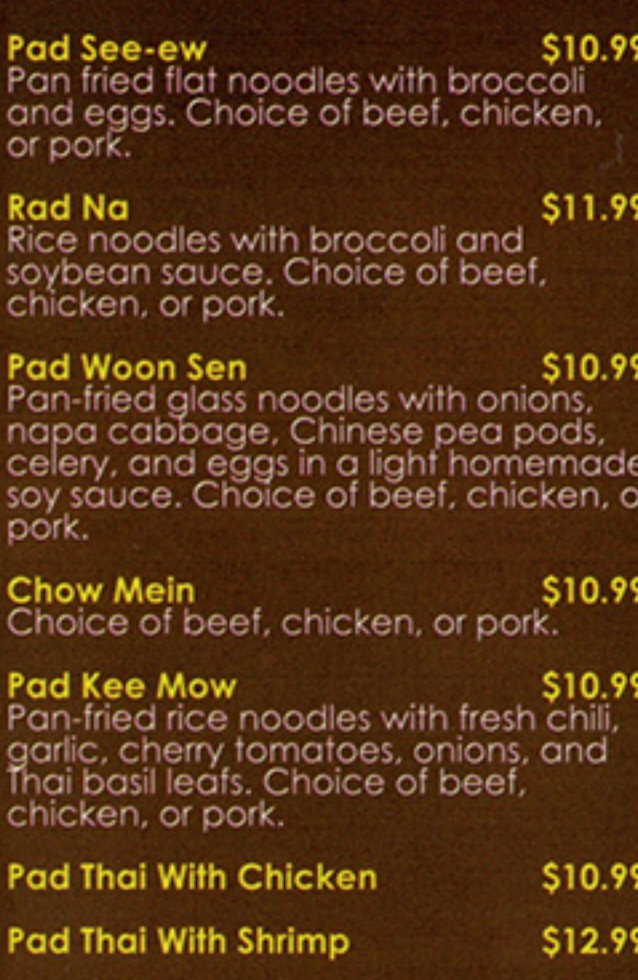 Pad See-ew $10.99
Pan fried flat noodles with broccoli
and eggs. Choice of beef, chicken,
or pork.
Rad Na $11.99
Rice noodles with broccoli and
soybean sauce. Choice of beef,
chicken, or pork.
Pad Woon Sen $10.99
Pan-fried glass noodles with onions,
napa cabbage, Chinese pea pods,
celery, and eggs in a light homemade
soy sauce. Choice of beef, chicken, o
pork.
Chow Mein $10.99
Choice of beef, chicken, or pork.
Pad Kee Mow $10.99
Pan-fried rice noodles with fresh chili,
garlic, cherry tomatoes, onions, and
Thai basil leafs. Choice of beef,
chicken, or pork.
Pad Thai With Chicken $10.99
Pad Thai With Shrimp $12.99